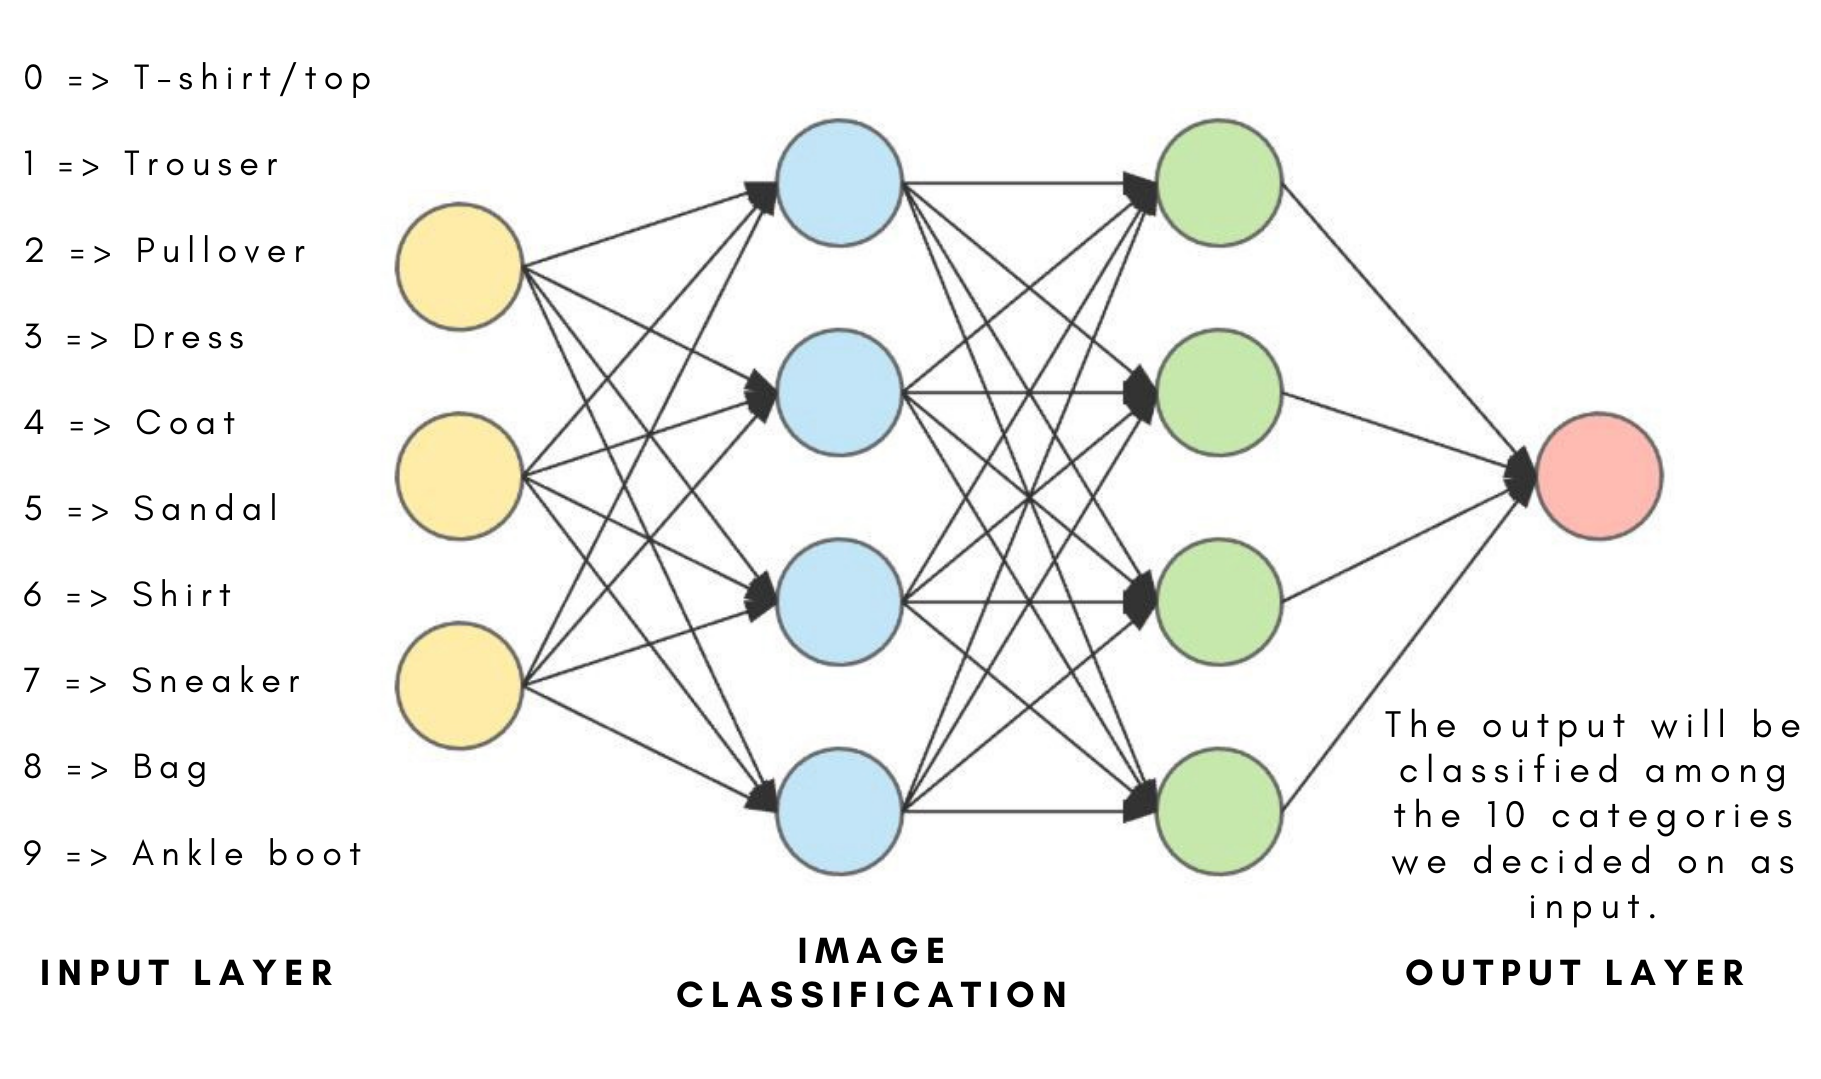 0 => T-shirt/top
1 => Trouser
2 => Pullover
3 => Dress
4 => Coat
5 => Sandal
6 => Shirt
7 => Sneaker
8 => Bag
9 => Ankle boot
INPUT LAYER
IMAGE
CLASSIFICATION
The output will be
classified among
the 10 categories
we decided on as
input.
OUTPUT LAYER